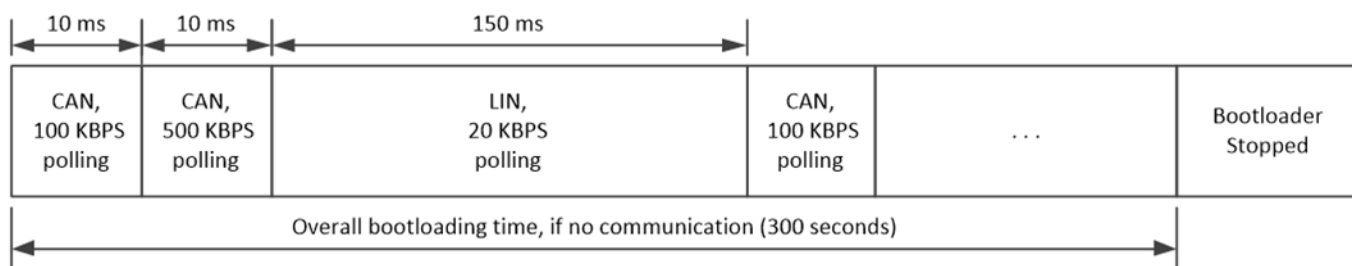 10 ms
10 ms
150 ms
CAN,
100 KBPS
polling
CAN,
500 KBPS
polling
LIN,
20 KBPS
polling
CAN,
100 KBPS
polling
. . .
Bootloader
Stopped
Overall bootloading time, if no communication (300 seconds)